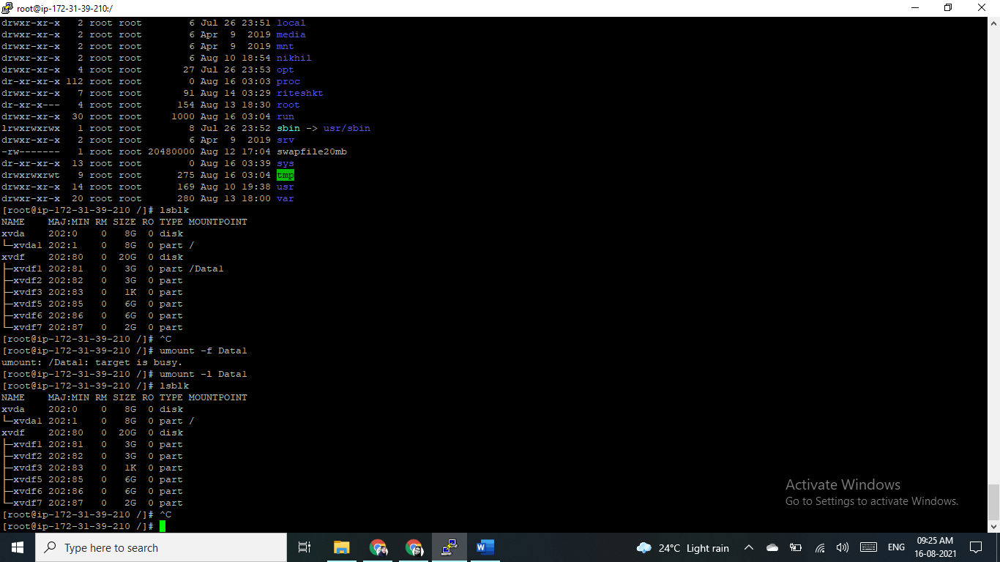 root@ip-172-31-39-210:/
drwxr-xr-x   2 root root        6 Jul 26 23:51 local
drwxr-xr-x   2 root root        6 Apr  9  2019 media
drwxr-xr-x   2 root root        6 Apr  9  2019 mnt
drwxr-xr-x   2 root root        6 Aug 10 18:54 nikhil
drwxr-xr-x   4 root root       27 Jul 26 23:53 opt
dr-xr-xr-x 112 root root        0 Aug 16 03:03 proc
drwxr-xr-x   7 root root       91 Aug 14 03:29 riteshkt
dr-xr-x---   4 root root      154 Aug 13 18:30 root
drwxr-xr-x  30 root root     1000 Aug 16 03:04 run
lrwxrwxrwx   1 root root        8 Jul 26 23:52 sbin -> usr/sbin
drwxr-xr-x   2 root root        6 Apr  9  2019 srv
-rw-------   1 root root 20480000 Aug 12 17:04 swapfile20mb
dr-xr-xr-x  13 root root        0 Aug 16 03:39 sys
drwxrwxrwt   9 root root      275 Aug 16 03:04 tmp
drwxr-xr-x  14 root root      169 Aug 10 19:38 usr
drwxr-xr-x  20 root root      280 Aug 13 18:00 var
[root@ip-172-31-39-210 /]# lsblk
NAME    MAJ:MIN RM SIZE RO TYPE MOUNTPOINT
xvda    202:0    0   8G  0 disk
└─xvda1 202:1    0   8G  0 part /
xvdf    202:80   0  20G  0 disk
├─xvdf1 202:81   0   3G  0 part /Data1
├─xvdf2 202:82   0   3G  0 part
├─xvdf3 202:83   0   1K  0 part
├─xvdf5 202:85   0   6G  0 part
├─xvdf6 202:86   0   6G  0 part
└─xvdf7 202:87   0   2G  0 part
[root@ip-172-31-39-210 /]# ^C
[root@ip-172-31-39-210 /]# umount -f Data1
umount: /Data1: target is busy.
[root@ip-172-31-39-210 /]# umount -l Data1
[root@ip-172-31-39-210 /]# lsblk
NAME    MAJ:MIN RM SIZE RO TYPE MOUNTPOINT
xvda    202:0    0   8G  0 disk
└─xvda1 202:1    0   8G  0 part /
xvdf    202:80   0  20G  0 disk
├─xvdf1 202:81   0   3G  0 part
├─xvdf2 202:82   0   3G  0 part
├─xvdf3 202:83   0   1K  0 part
├─xvdf5 202:85   0   6G  0 part
├─xvdf6 202:86   0   6G  0 part
└─xvdf7 202:87   0   2G  0 part
[root@ip-172-31-39-210 /]# ^C
[root@ip-172-31-39-210 /]#
Activate Windows
Go to Settings to activate Windows.
Type here to search
24°C Light rain
ENG
09:25 AM
16-08-2021